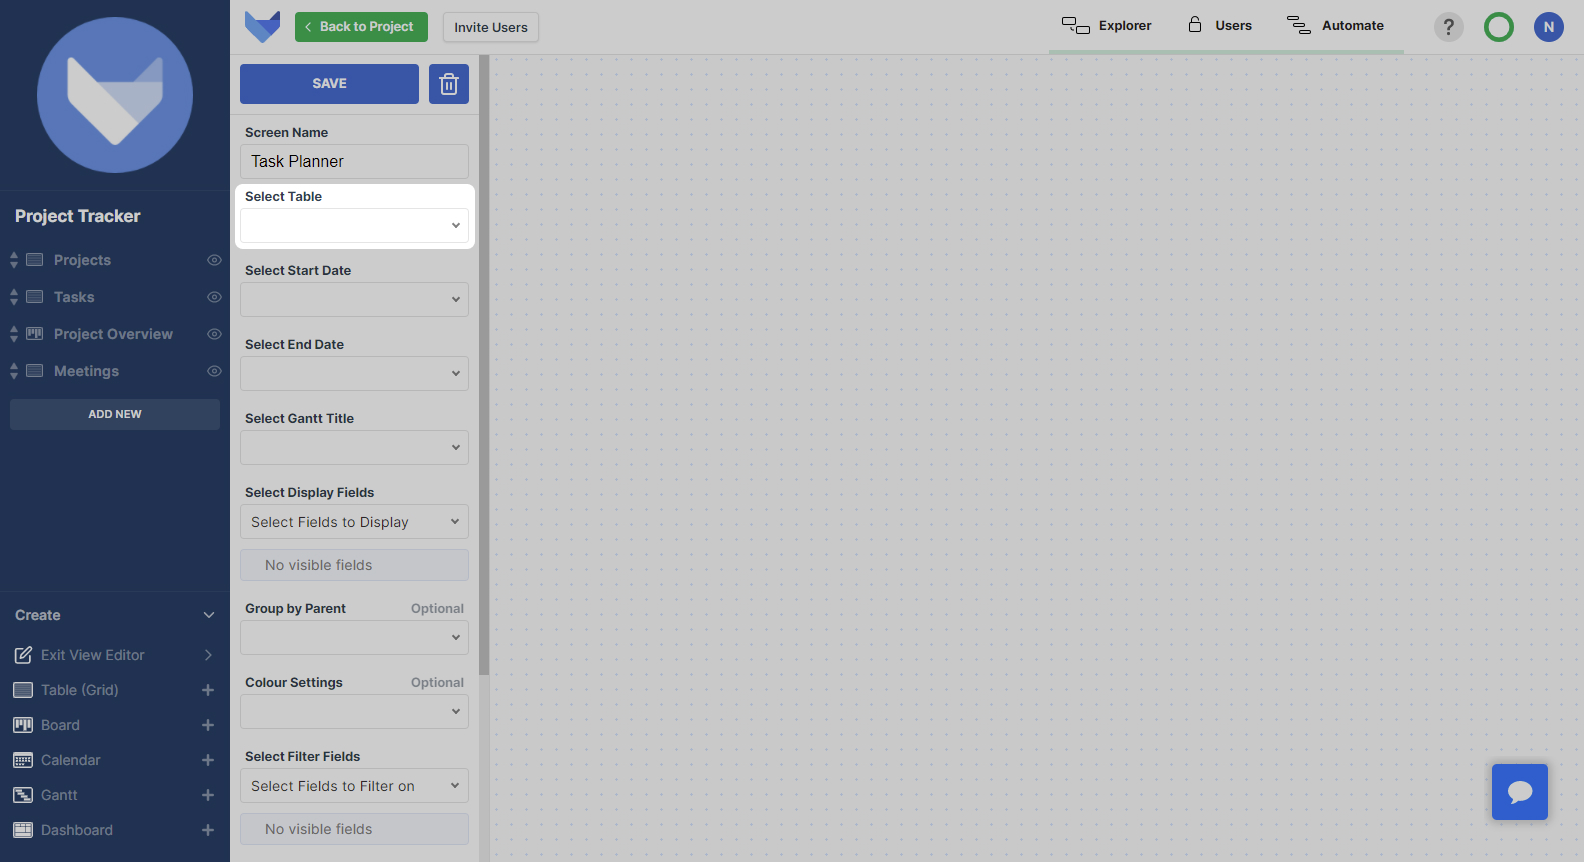 Back to Project
Invite Users
Explorer
Users
Automate
?
N
SAVE
Screen Name
Task Planner
Select Table
Select Start Date
Select End Date
Select Gantt Title
Select Display Fields
Select Fields to Display
No visible fields
Group by Parent Optional
Colour Settings Optional
Select Filter Fields
Select Fields to Filter on
No visible fields
Project Tracker
Projects
Tasks
Project Overview
Meetings
ADD NEW
Create
Exit View Editor
Table (Grid)
Board
Calendar
Gantt
Dashboard